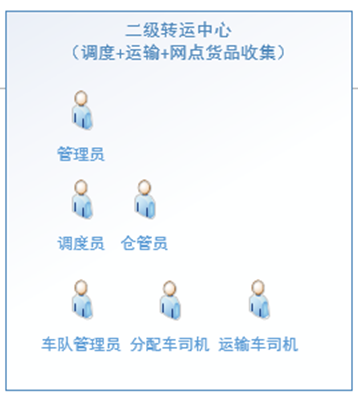 二级转运中心
（调度+运输+网点货品收集）
管理员
调度员 仓管员
车队管理员 分配车司机 运输车司机